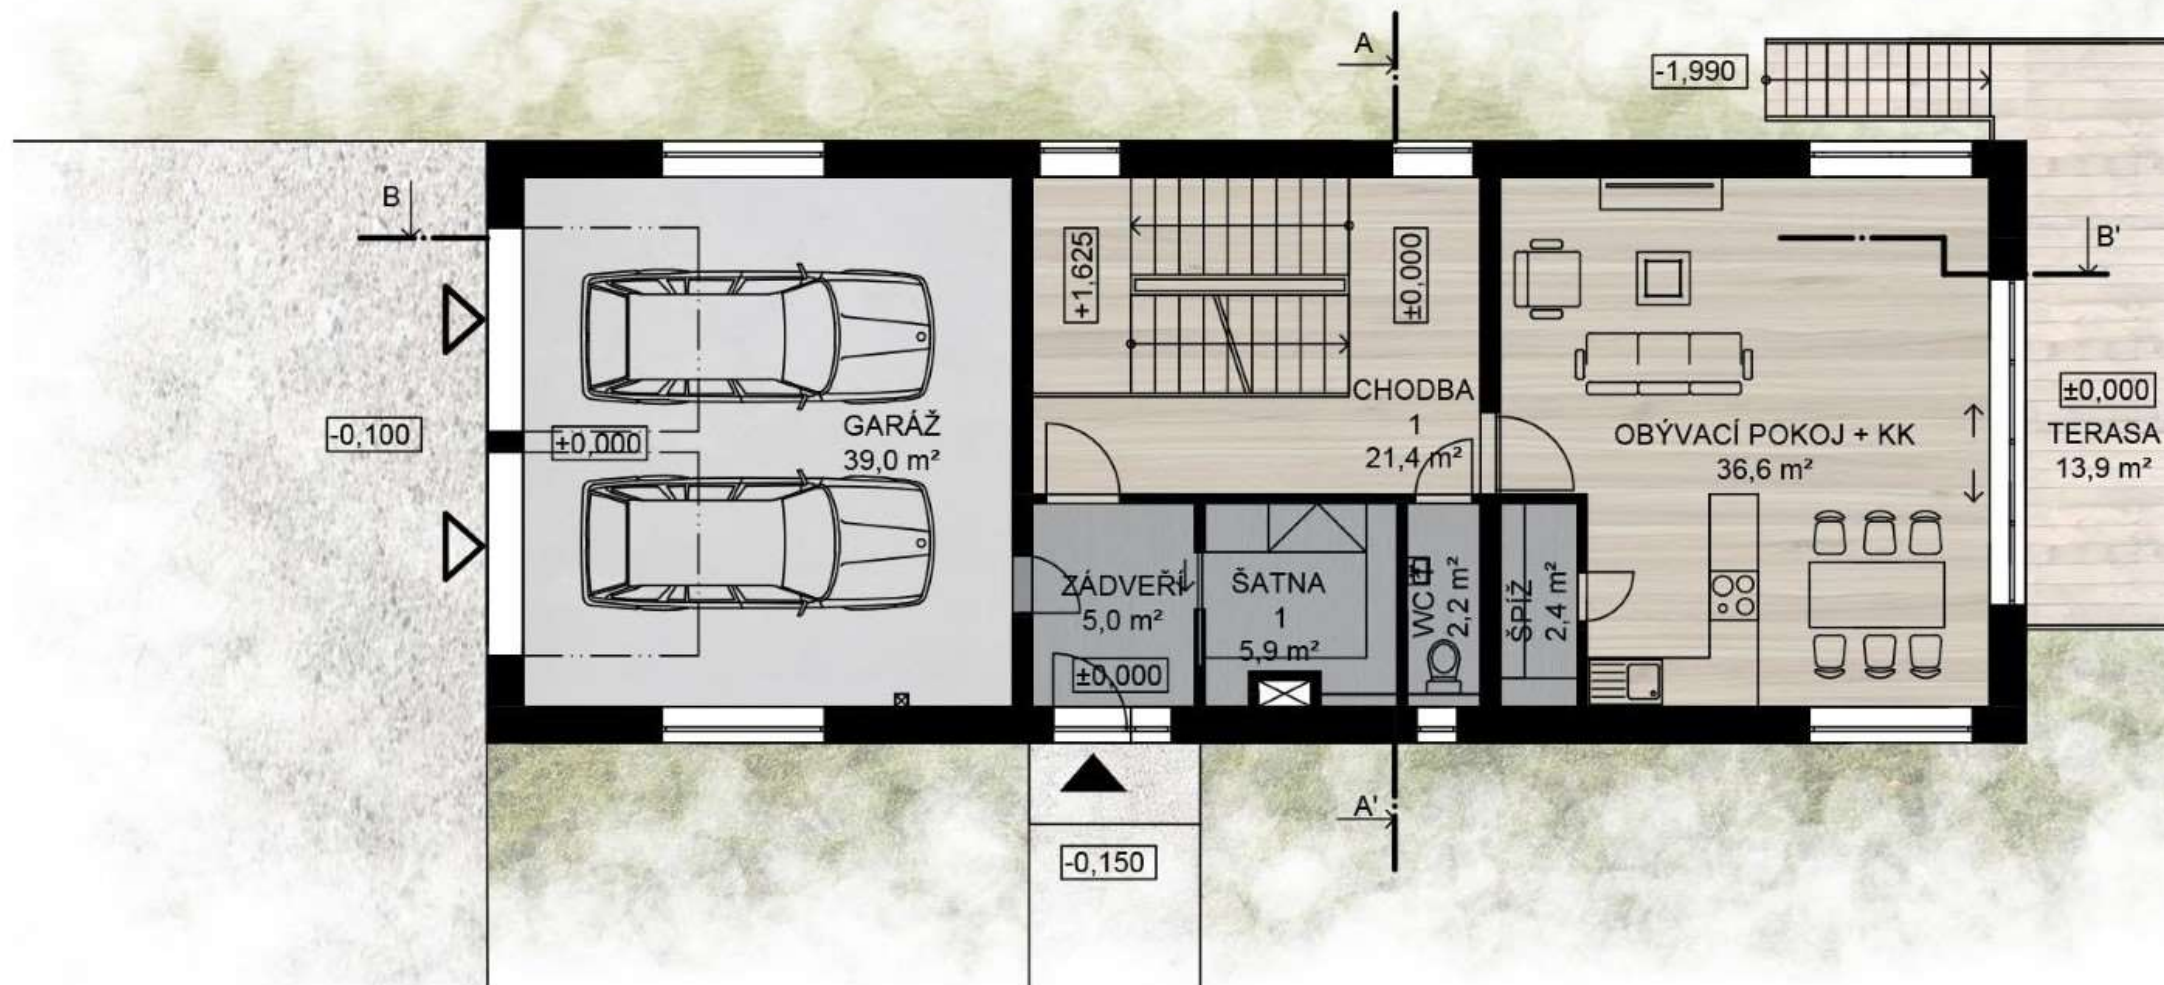 A
-1,990
B
+1,625
±0,000
B'
CHODBA
1
21,4 m²
±0,000
TERASA
13,9 m²
-0,100
±0,000
GARÁŽ
39,0 m²
OBÝVACÍ POKOJ + KK
36,6 m²
ZÁDVEŘÍ
5,0 m²
±0,000
ŠATNA
1
5,9 m²
WC 1
2,2 m²
ŠPÍŽ
2,4 m²
A'
-0,150